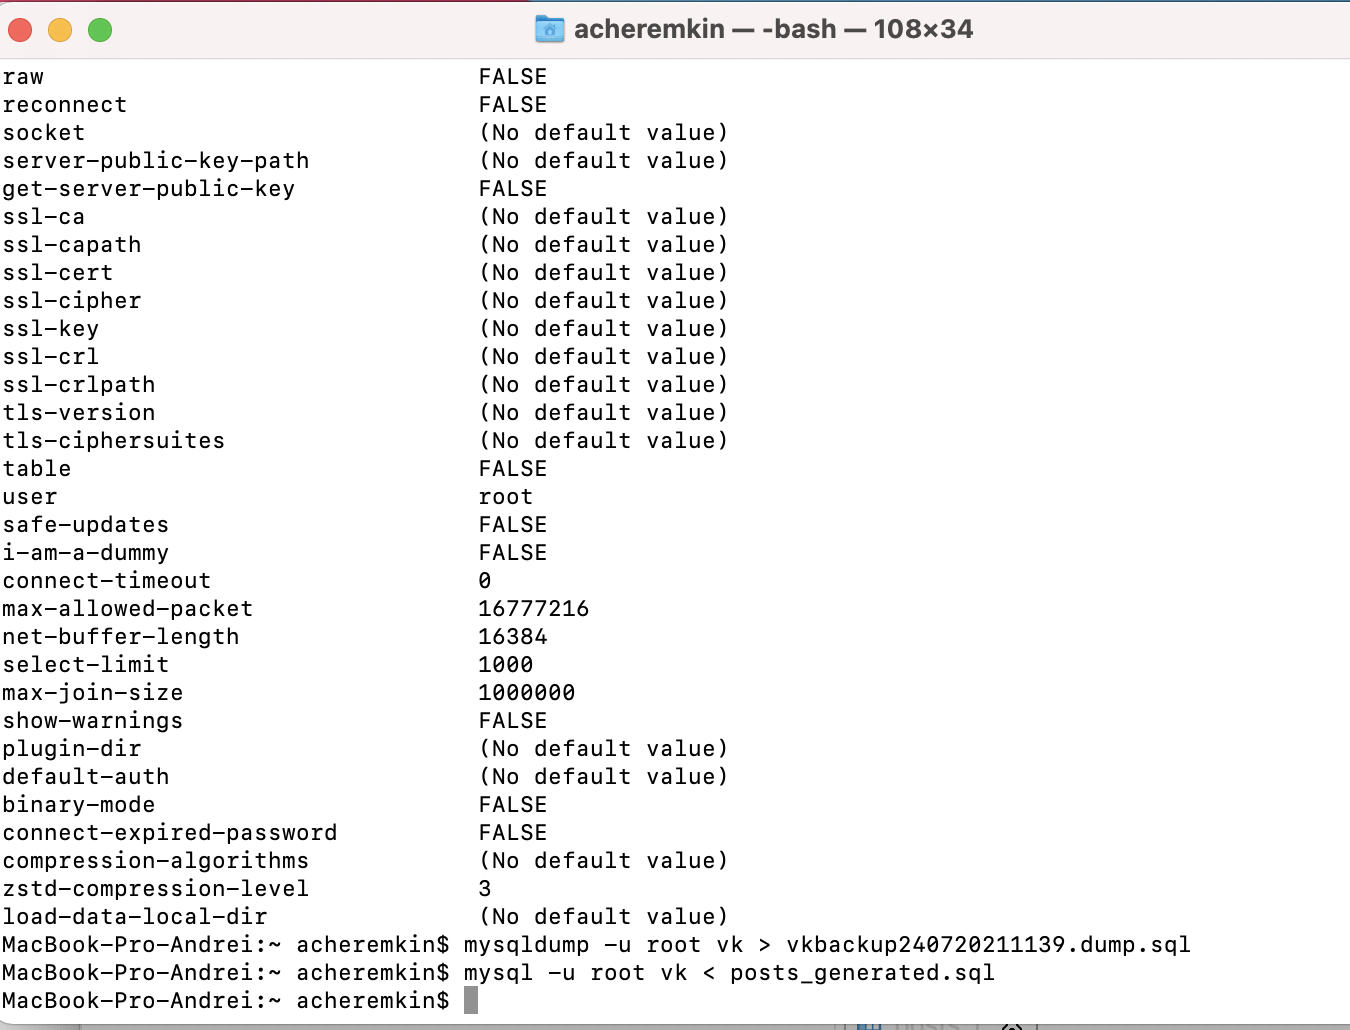 acheremkin — -bash — 108×34
raw FALSE
reconnect FALSE
socket (No default value)
server-public-key-path (No default value)
get-server-public-key FALSE
ssl-ca (No default value)
ssl-capath (No default value)
ssl-cert (No default value)
ssl-cipher (No default value)
ssl-key (No default value)
ssl-crl (No default value)
ssl-crlpath (No default value)
tls-version (No default value)
tls-ciphersuites (No default value)
table FALSE
user root
safe-updates FALSE
i-am-a-dummy FALSE
connect-timeout 0
max-allowed-packet 16777216
net-buffer-length 16384
select-limit 1000
max-join-size 1000000
show-warnings FALSE
plugin-dir (No default value)
default-auth (No default value)
binary-mode FALSE
connect-expired-password FALSE
compression-algorithms (No default value)
zstd-compression-level 3
load-data-local-dir (No default value)
MacBook-Pro-Andrei:~ acheremkin$ mysqldump -u root vk > vkbackup240720211139.dump.sql
MacBook-Pro-Andrei:~ acheremkin$ mysql -u root vk < posts_generated.sql
MacBook-Pro-Andrei:~ acheremkin$